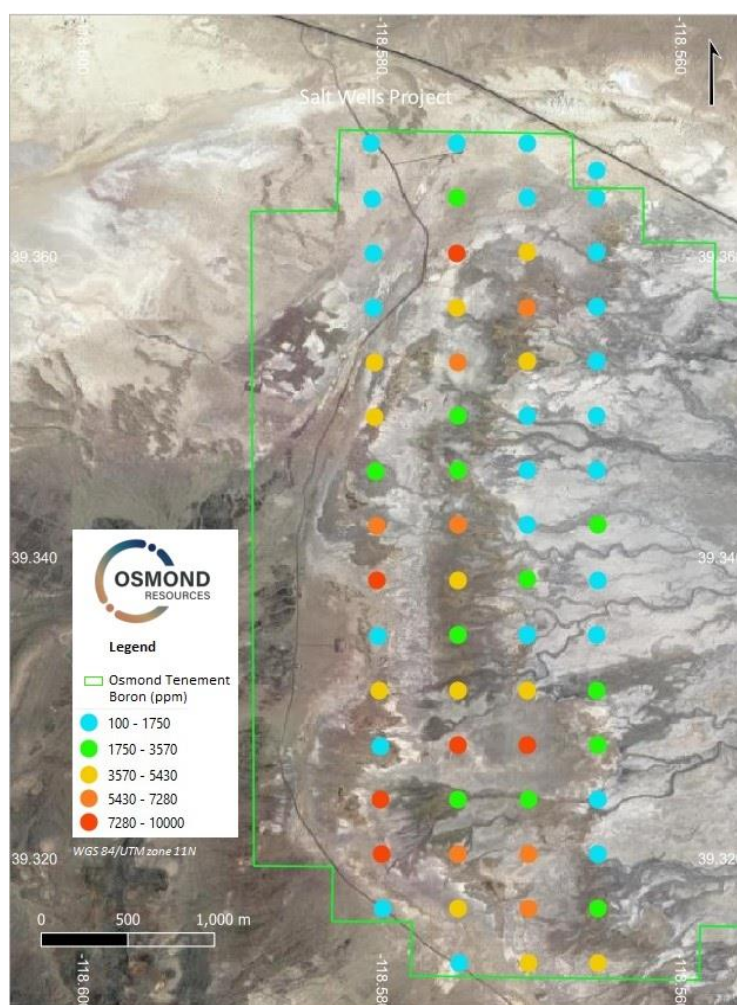 -118.600
-118.580
-118.560
Salt Wells Project
39.360
39.360
39.340
39.340
OSMOND
RESOURCES
Legend
Osmond Tenement
Boron (ppm)
100 - 1750
1750 - 3570
3570 - 5430
5430 - 7280
7280 - 10000
WGS 84/UTM zone 11N
39.320
39.320
0 500 1,000 m
-118.600
-118.580